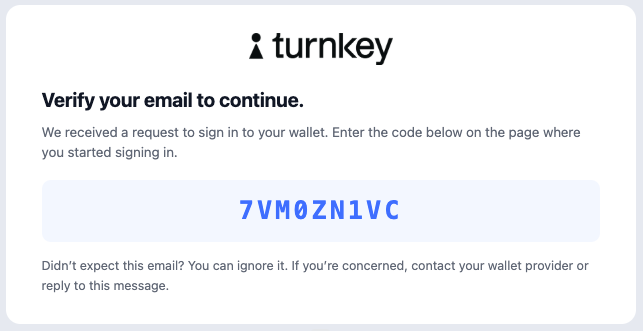 turnkey
Verify your email to continue.
We received a request to sign in to your wallet. Enter the code below on the page where
you started signing in.
7VM0ZN1VC
Didn’t expect this email? You can ignore it. If you’re concerned, contact your wallet provider or
reply to this message.